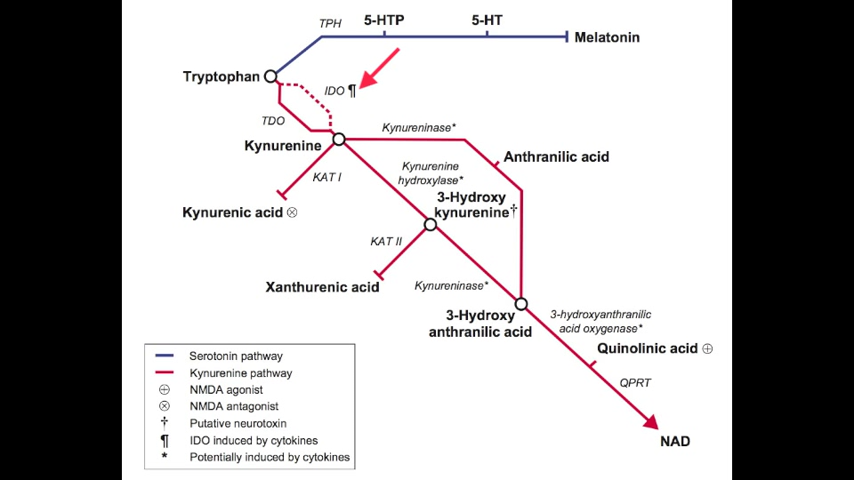 TPH
5-HTP
5-HT
Melatonin
Tryptophan
IDO ¶
TDO
Kynureninase*
Kynurenine
Anthranilic acid
Kynurenine
hydroxylase*
KAT I
3-Hydroxy
kynurenine†
Kynurenic acid ⊗
KAT II
Xanthurenic acid
Kynureninase*
3-Hydroxy
anthranilic acid
3-hydroxyanthranilic
acid oxygenase*
Quinolinic acid ⊕
QPRT
NAD
Serotonin pathway
Kynurenine pathway
⊕ NMDA agonist
⊗ NMDA antagonist
† Putative neurotoxin
¶ IDO induced by cytokines
* Potentially induced by cytokines